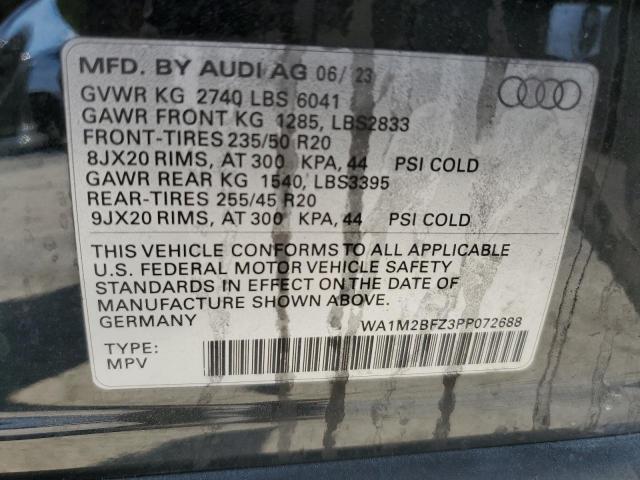 MFD. BY AUDI AG 06/ 23
GVWR KG 2740 LBS 6041
GAWR FRONT KG 1285, LBS2833
FRONT-TIRES 235/50 R20
8JX20 RIMS, AT 300 KPA, 44 PSI COLD
GAWR REAR KG 1540, LBS3395
REAR-TIRES 255/45 R20
9JX20 RIMS, AT 300 KPA, 44 PSI COLD
THIS VEHICLE CONFORMS TO ALL APPLICABLE
U.S. FEDERAL MOTOR VEHICLE SAFETY
STANDARDS IN EFFECT ON THE DATE OF
MANUFACTURE SHOWN ABOVE.
GERMANY
WA1M2BFZ3PP072688
TYPE:
MPV